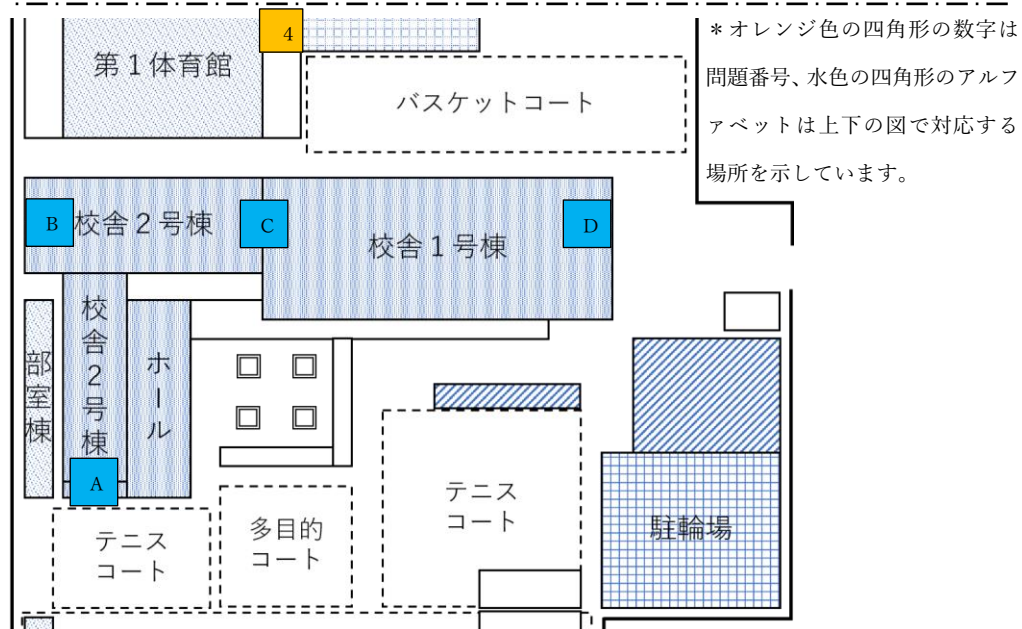 4
第1体育館
バスケットコート
*オレンジ色の四角形の数字は
問題番号、水色の四角形のアルフ
ァベットは上下の図で対応する
場所を示しています。
B
校舎2号棟
C
校舎1号棟
D
部室棟
校舎2号棟
ホール
A
テニス
コート
多目的
コート
テニス
コート
駐輪場